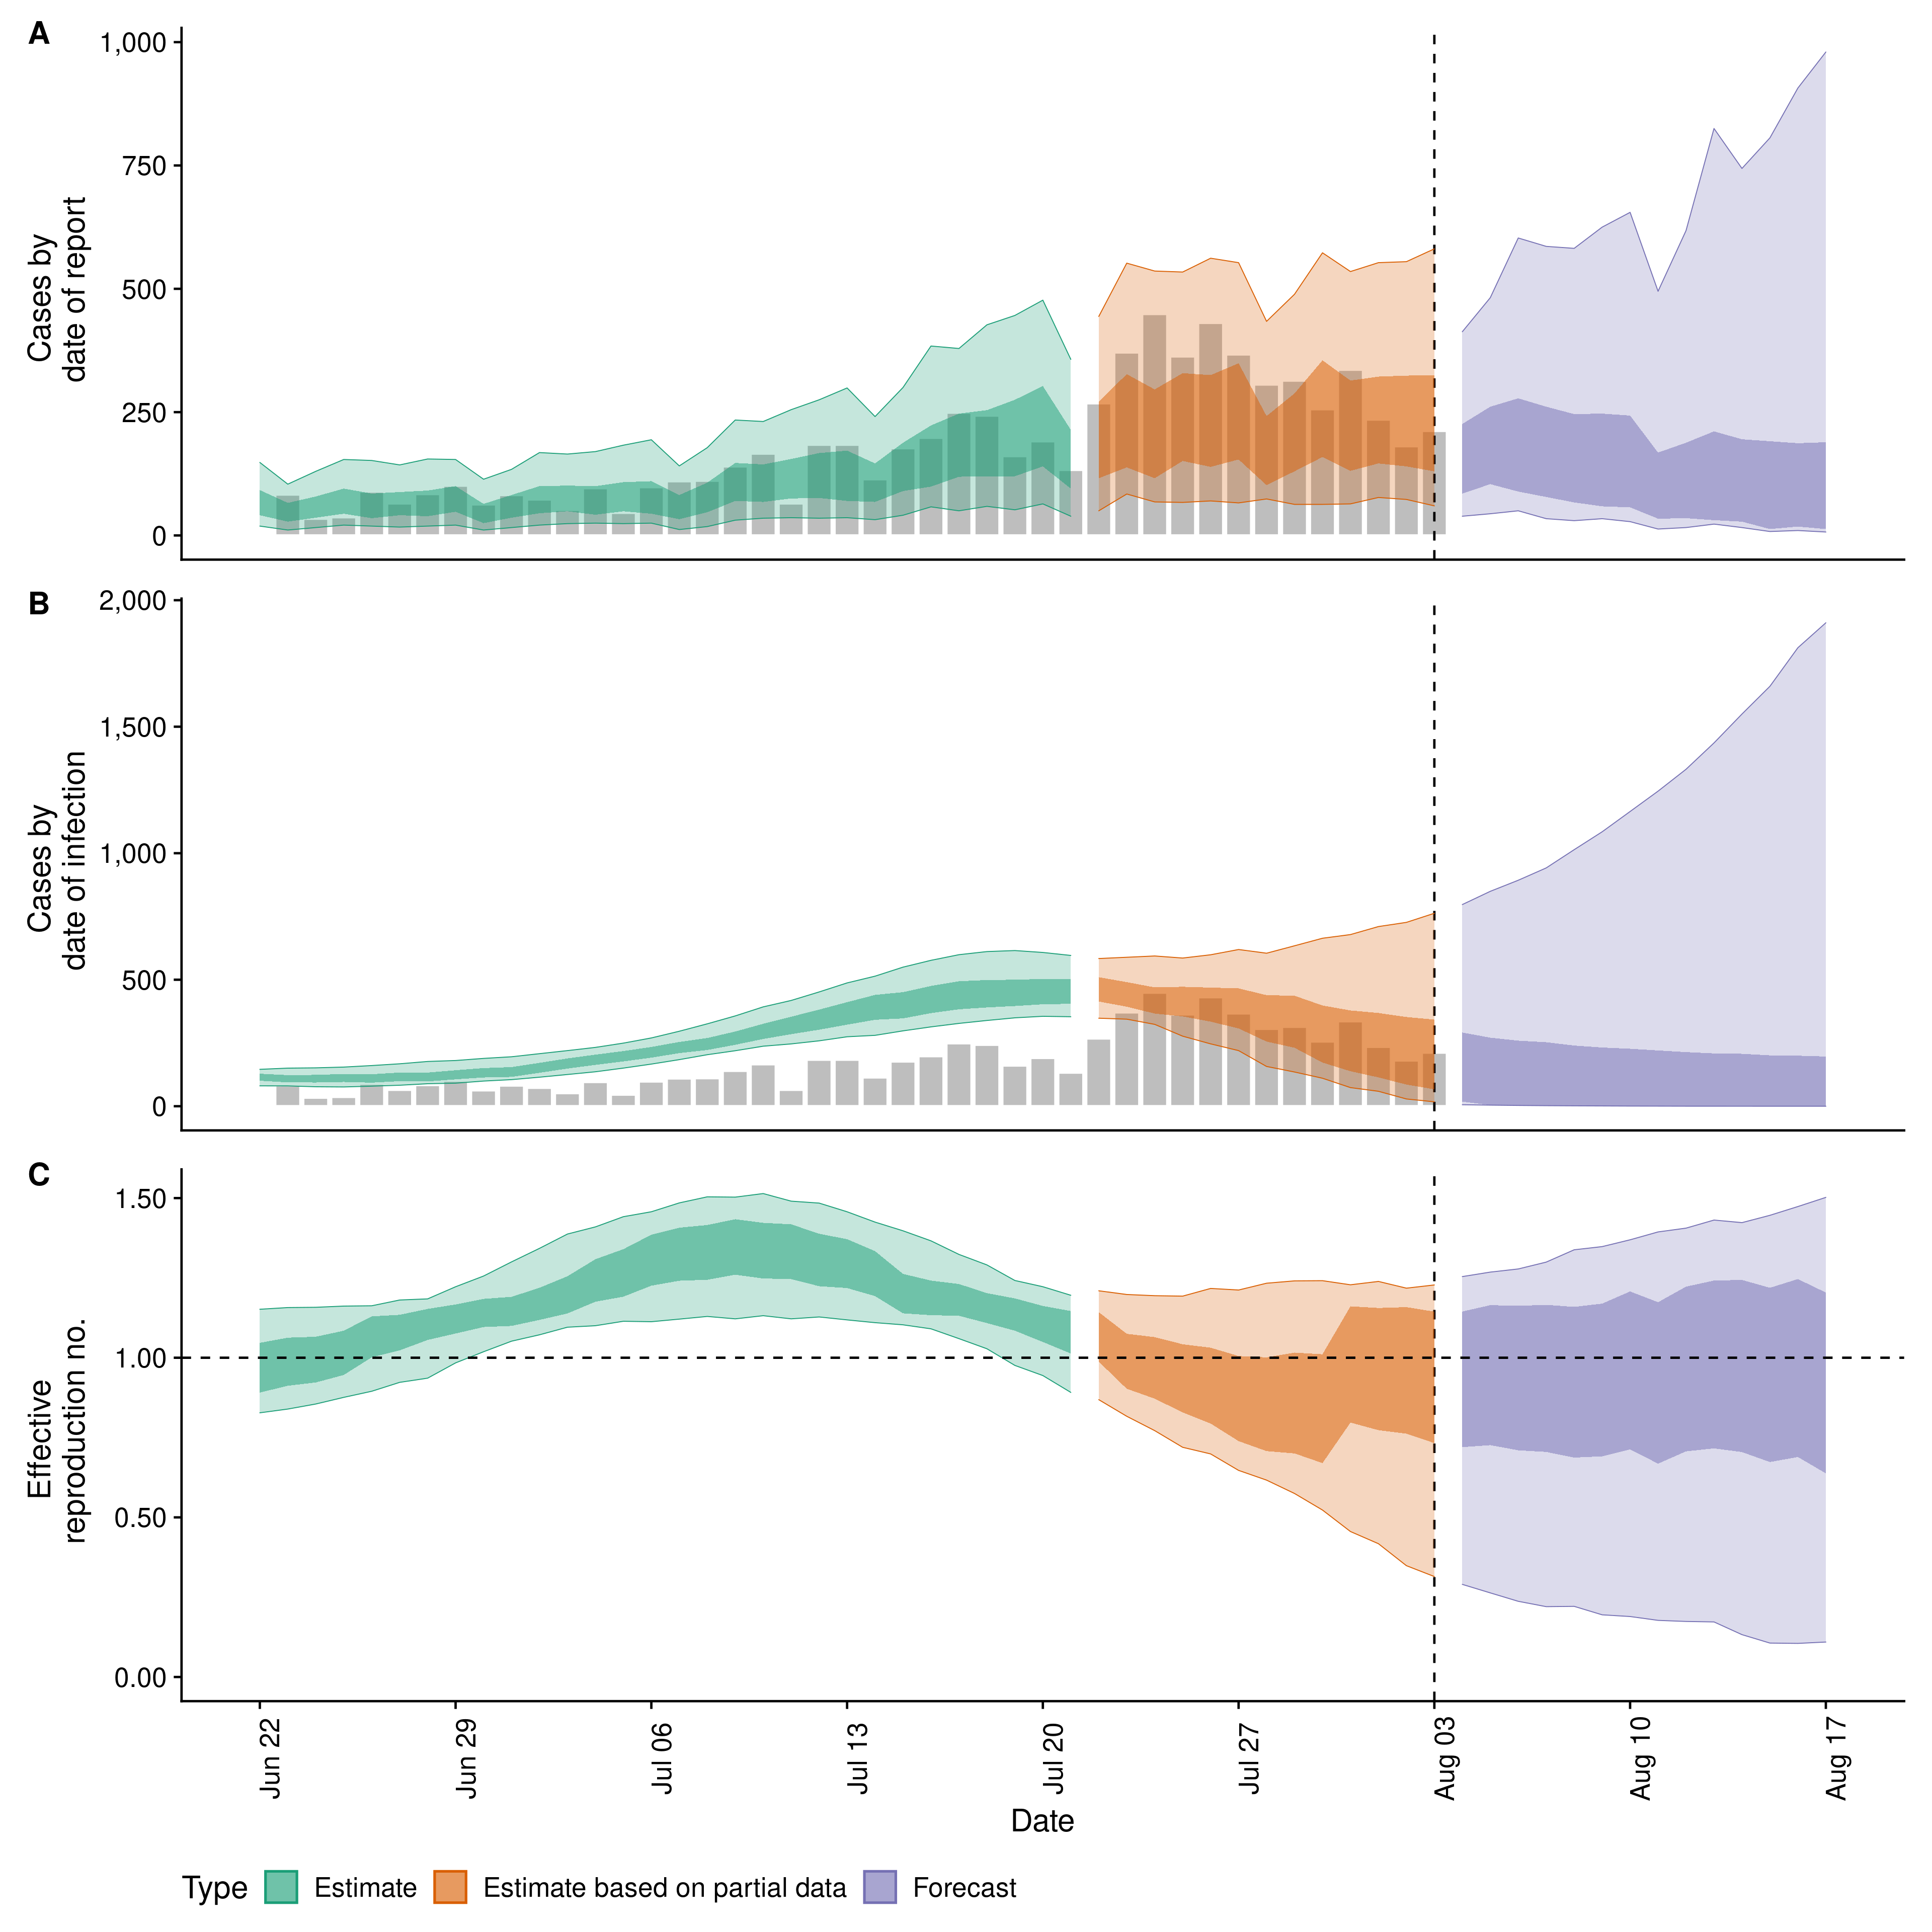 A
1,000
750
500
250
0
Cases by
date of report
B
2,000
1,500
1,000
500
0
Cases by
date of infection
C
1.50
1.00
0.50
0.00
Effective
reproduction no.
Jun 22
Jun 29
Jul 06
Jul 13
Jul 20
Jul 27
Aug 03
Aug 10
Aug 17
Date
Type
Estimate
Estimate based on partial data
Forecast